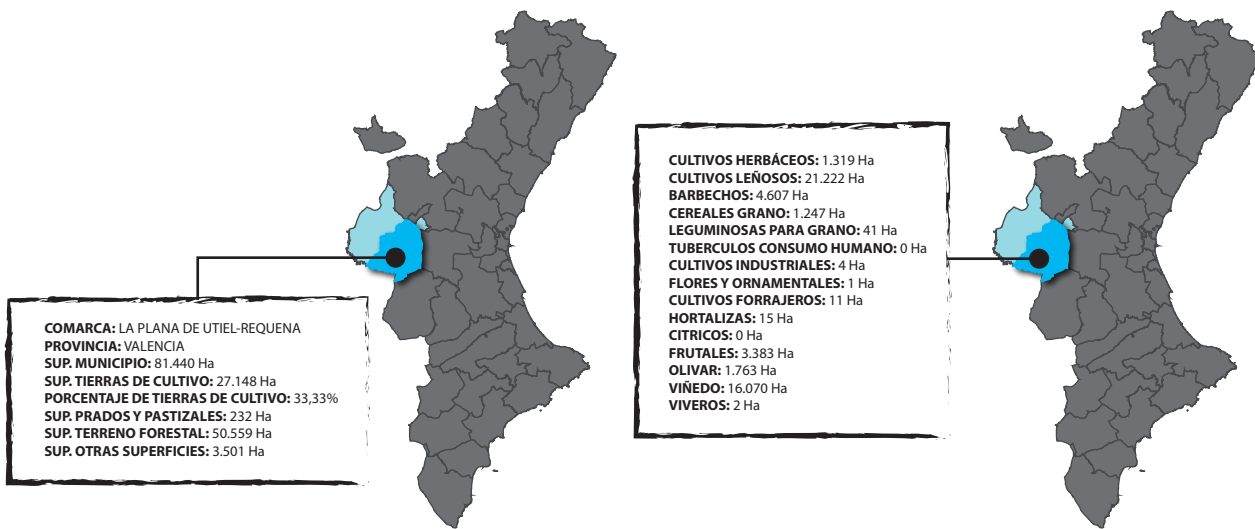 COMARCA: LA PLANA DE UTIEL-REQUENA
PROVINCIA: VALENCIA
SUP. MUNICIPIO: 81.440 Ha
SUP. TIERRAS DE CULTIVO: 27.148 Ha
PORCENTAJE DE TIERRAS DE CULTIVO: 33,33%
SUP. PRADOS Y PASTIZALES: 232 Ha
SUP. TERRENO FORESTAL: 50.559 Ha
SUP. OTRAS SUPERFICIES: 3.501 Ha
CULTIVOS HERBÁCEOS: 1.319 Ha
CULTIVOS LEÑOSOS: 21.222 Ha
BARBECHOS: 4.607 Ha
CEREALES GRANO: 1.247 Ha
LEGUMINOSAS PARA GRANO: 41 Ha
TUBERCULOS CONSUMO HUMANO: 0 Ha
CULTIVOS INDUSTRIALES: 4 Ha
FLORES Y ORNAMENTALES: 1 Ha
CULTIVOS FORRAJEROS: 11 Ha
HORTALIZAS: 15 Ha
CITRICOS: 0 Ha
FRUTALES: 3.383 Ha
OLIVAR: 1.763 Ha
VIÑEDO: 16.070 Ha
VIVEROS: 2 Ha